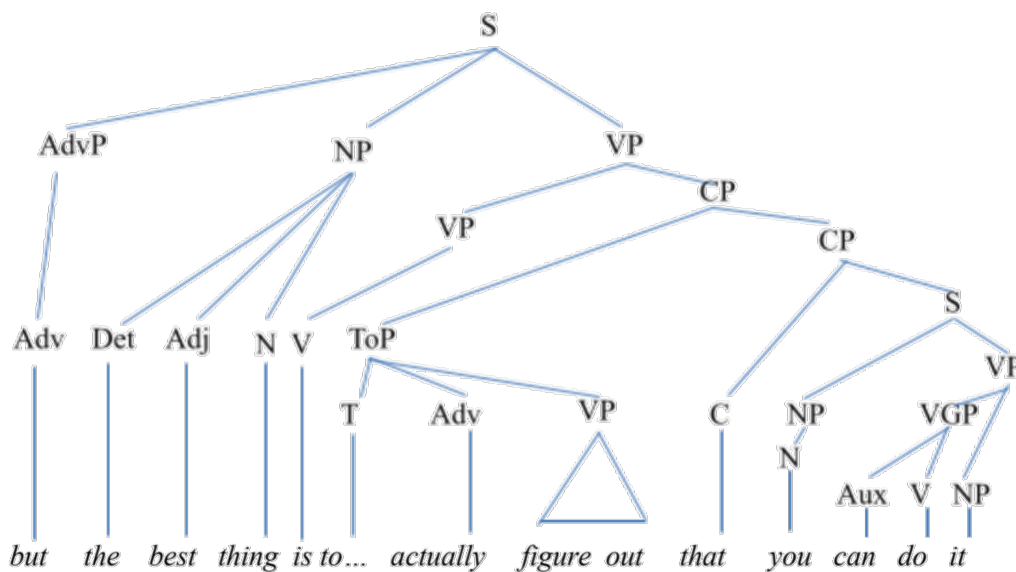 S
AdvP NP VP
CP
VP
CP
S
Adv Det Adj N V ToP
VP
T Adv VP C NP VGP
N
Aux V NP
but the best thing is to... actually figure out that you can do it